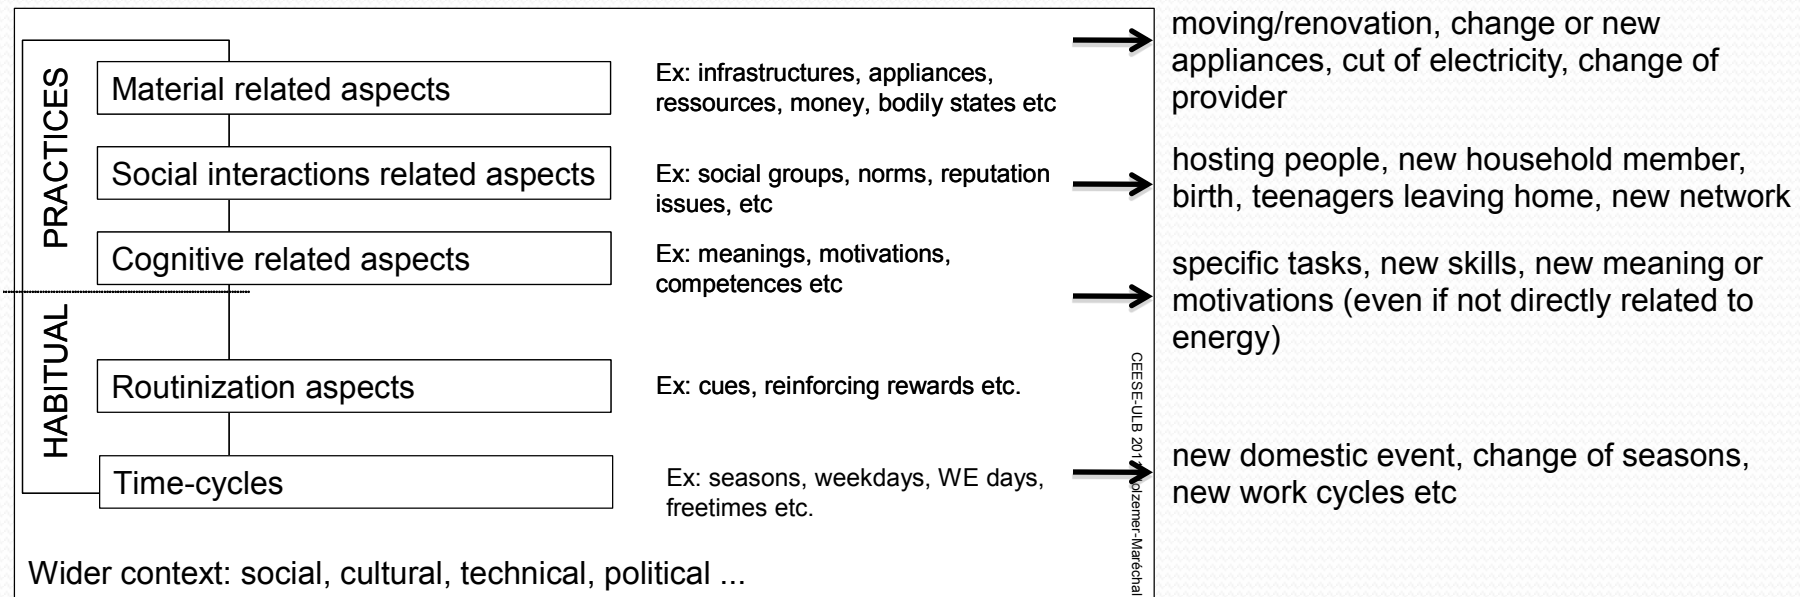 PRACTICES
HABITUAL
Material related aspects
Ex: infrastructures, appliances,
ressources, money, bodily states etc
moving/renovation, change or new
appliances, cut of electricity, change of
provider
Social interactions related aspects
Ex: social groups, norms, reputation
issues, etc
hosting people, new household member,
birth, teenagers leaving home, new network
Cognitive related aspects
Ex: meanings, motivations,
competences etc
specific tasks, new skills, new meaning or
motivations (even if not directly related to
energy)
Routinization aspects
Ex: cues, reinforcing rewards etc.
Time-cycles
Ex: seasons, weekdays, WE days,
freetimes etc.
new domestic event, change of seasons,
new work cycles etc
Wider context: social, cultural, technical, political ...
CEESE-ULB